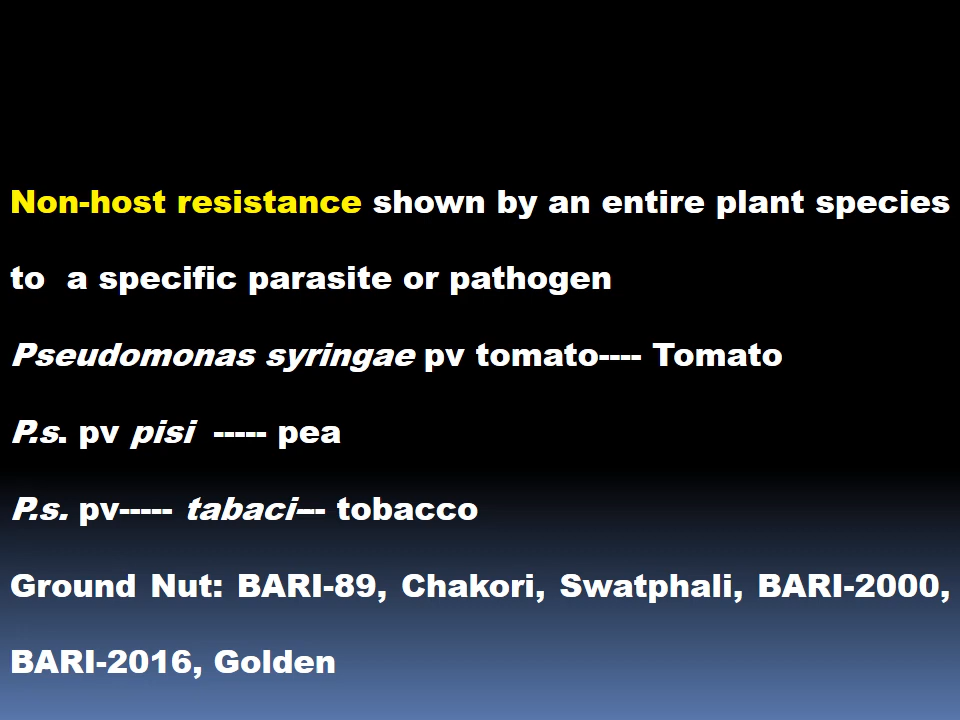 Non-host resistance shown by an entire plant species
to a specific parasite or pathogen
Pseudomonas syringae pv tomato---- Tomato
P.s. pv pisi ----- pea
P.s. pv----- tabaci--- tobacco
Ground Nut: BARI-89, Chakori, Swatphali, BARI-2000,
BARI-2016, Golden